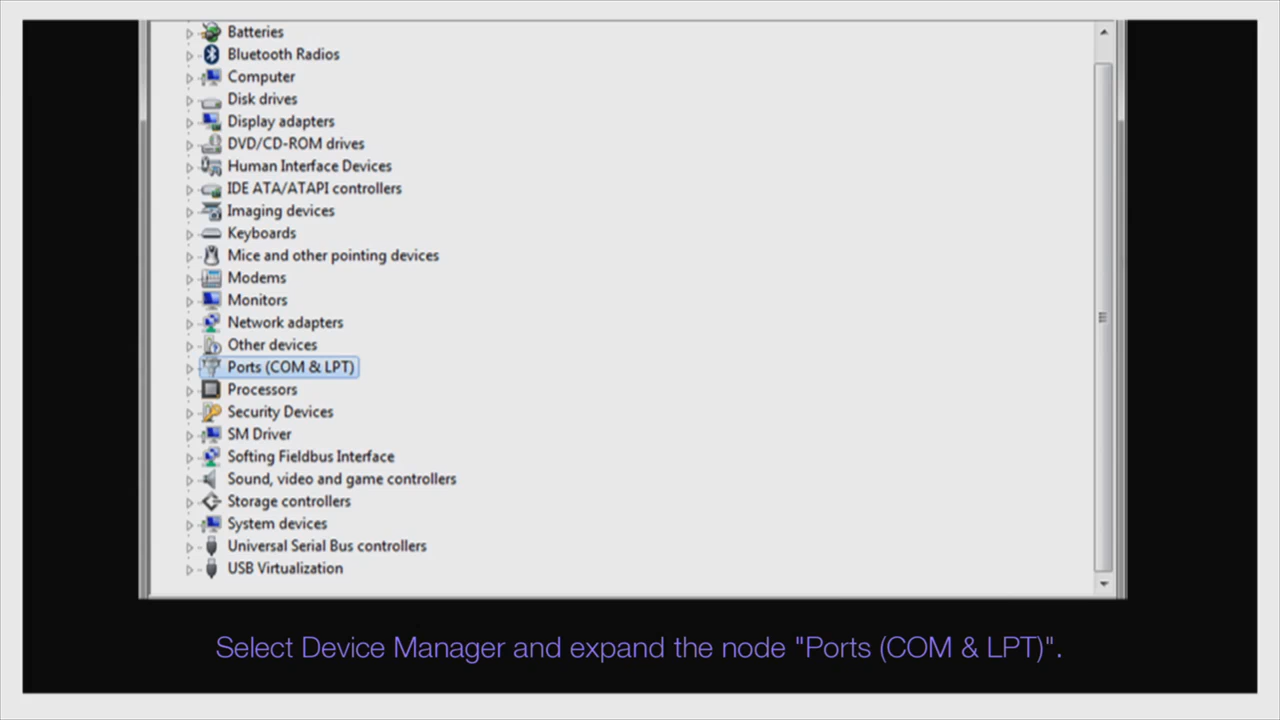 Batteries
Bluetooth Radios
Computer
Disk drives
Display adapters
DVD/CD-ROM drives
Human Interface Devices
IDE ATA/ATAPI controllers
Imaging devices
Keyboards
Mice and other pointing devices
Modems
Monitors
Network adapters
Other devices
Ports (COM & LPT)
Processors
Security Devices
SM Driver
Softing Fieldbus Interface
Sound, video and game controllers
Storage controllers
System devices
Universal Serial Bus controllers
USB Virtualization
Select Device Manager and expand the node "Ports (COM & LPT)".